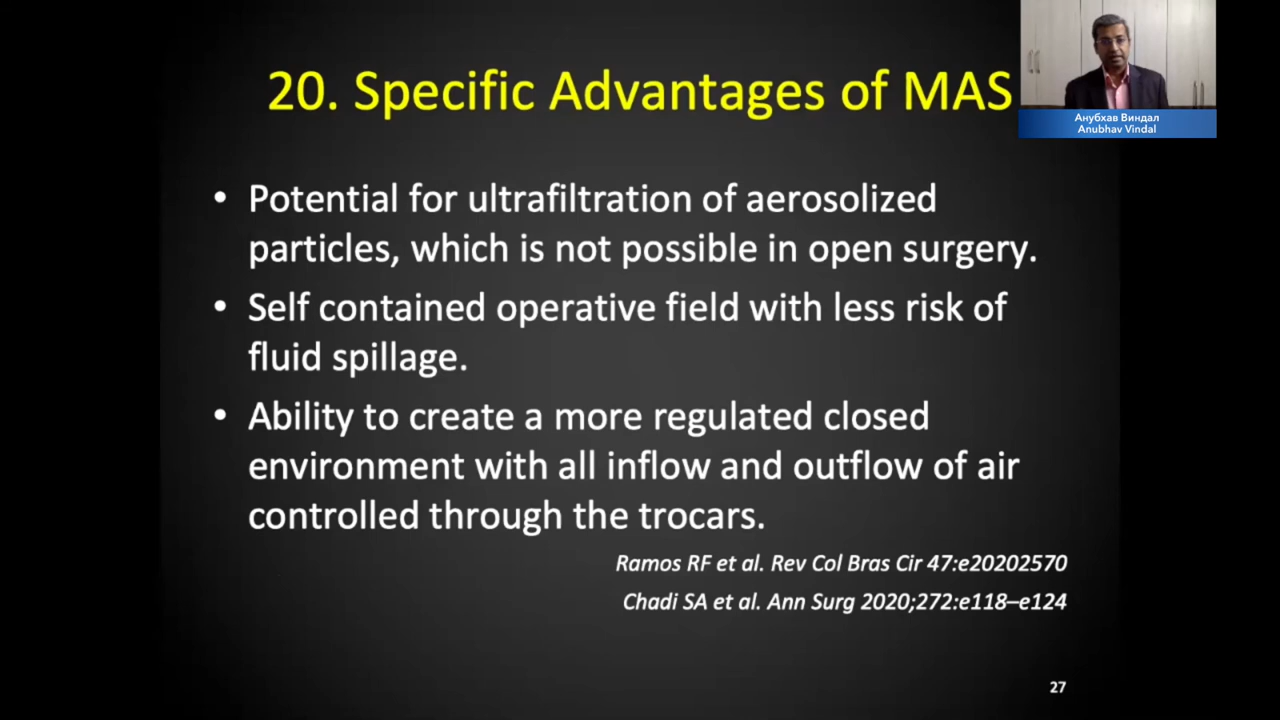 20. Specific Advantages of MAS
Анубхав Виндал
Anubhav Vindal
• Potential for ultrafiltration of aerosolized
particles, which is not possible in open surgery.
• Self contained operative field with less risk of
fluid spillage.
• Ability to create a more regulated closed
environment with all inflow and outflow of air
controlled through the trocars.
Ramos RF et al. Rev Col Bras Cir 47:e20202570
Chadi SA et al. Ann Surg 2020;272:e118–e124
27